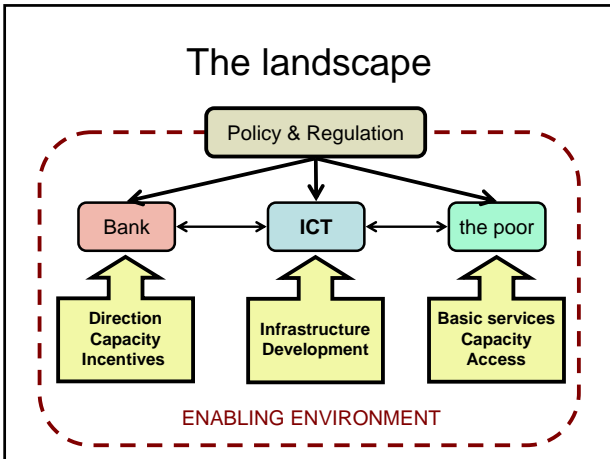 The landscape
Policy & Regulation
Bank
ICT
the poor
Direction
Capacity
Incentives
Infrastructure
Development
Basic services
Capacity
Access
ENABLING ENVIRONMENT